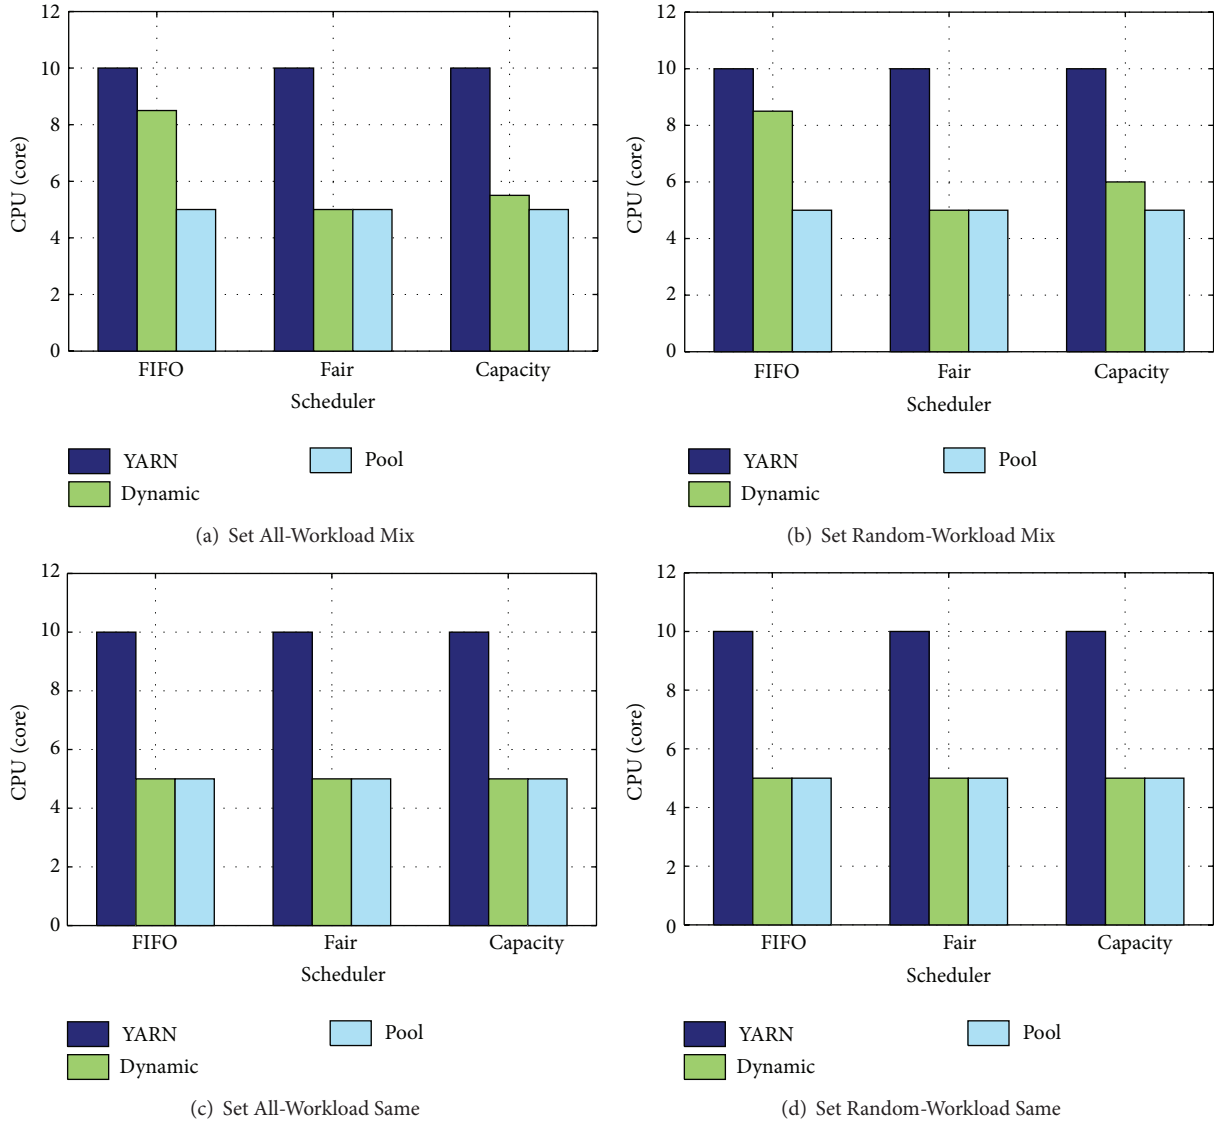 12
10
8
6
4
2
0
CPU (core)
FIFO Fair Capacity
Scheduler
YARN Pool
Dynamic
(a) Set All-Workload Mix
12
10
8
6
4
2
0
CPU (core)
FIFO Fair Capacity
Scheduler
YARN Pool
Dynamic
(b) Set Random-Workload Mix
12
10
8
6
4
2
0
CPU (core)
FIFO Fair Capacity
Scheduler
YARN Pool
Dynamic
(c) Set All-Workload Same
12
10
8
6
4
2
0
CPU (core)
FIFO Fair Capacity
Scheduler
YARN Pool
Dynamic
(d) Set Random-Workload Same